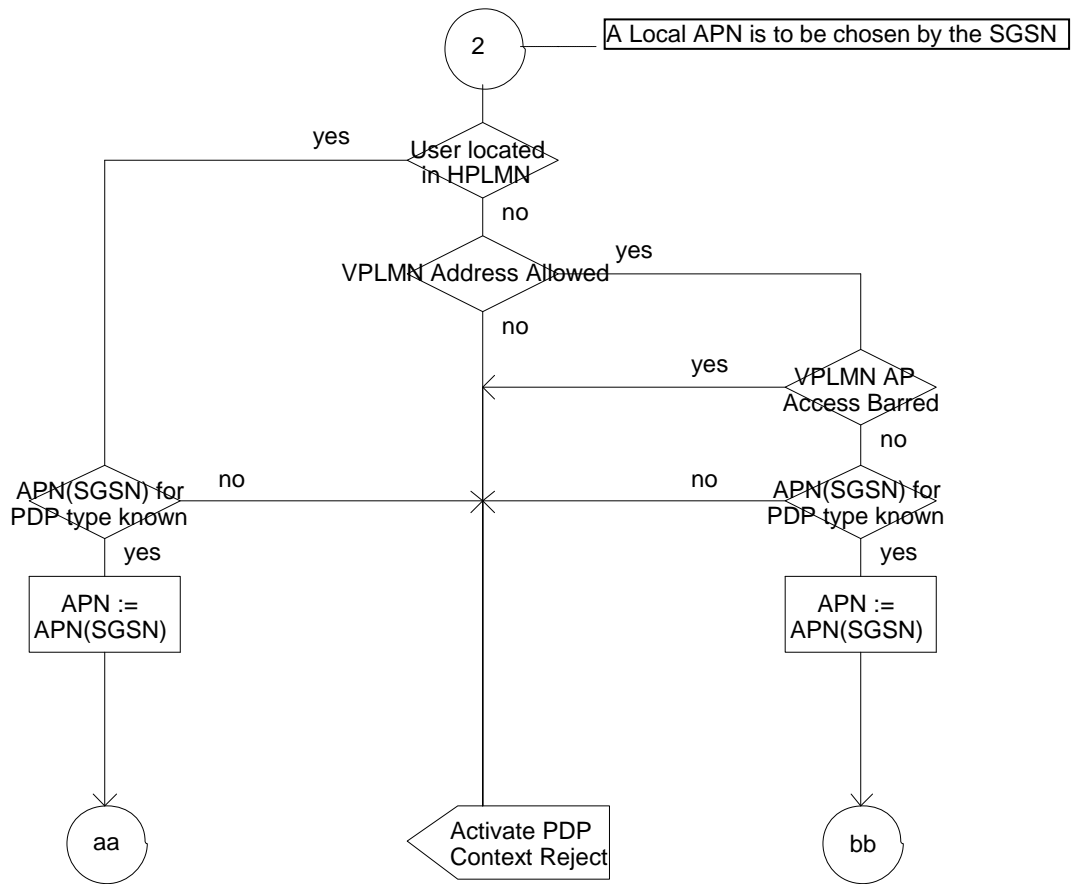 2
A Local APN is to be chosen by the SGSN
yes
User located
in HPLMN
no
yes
VPLMN Address Allowed
no
yes
VPLMN AP
Access Barred
no
APN(SGSN) for
PDP type known
no
no
APN(SGSN) for
PDP type known
yes
yes
APN :=
APN(SGSN)
APN :=
APN(SGSN)
aa
Activate PDP
Context Reject
bb